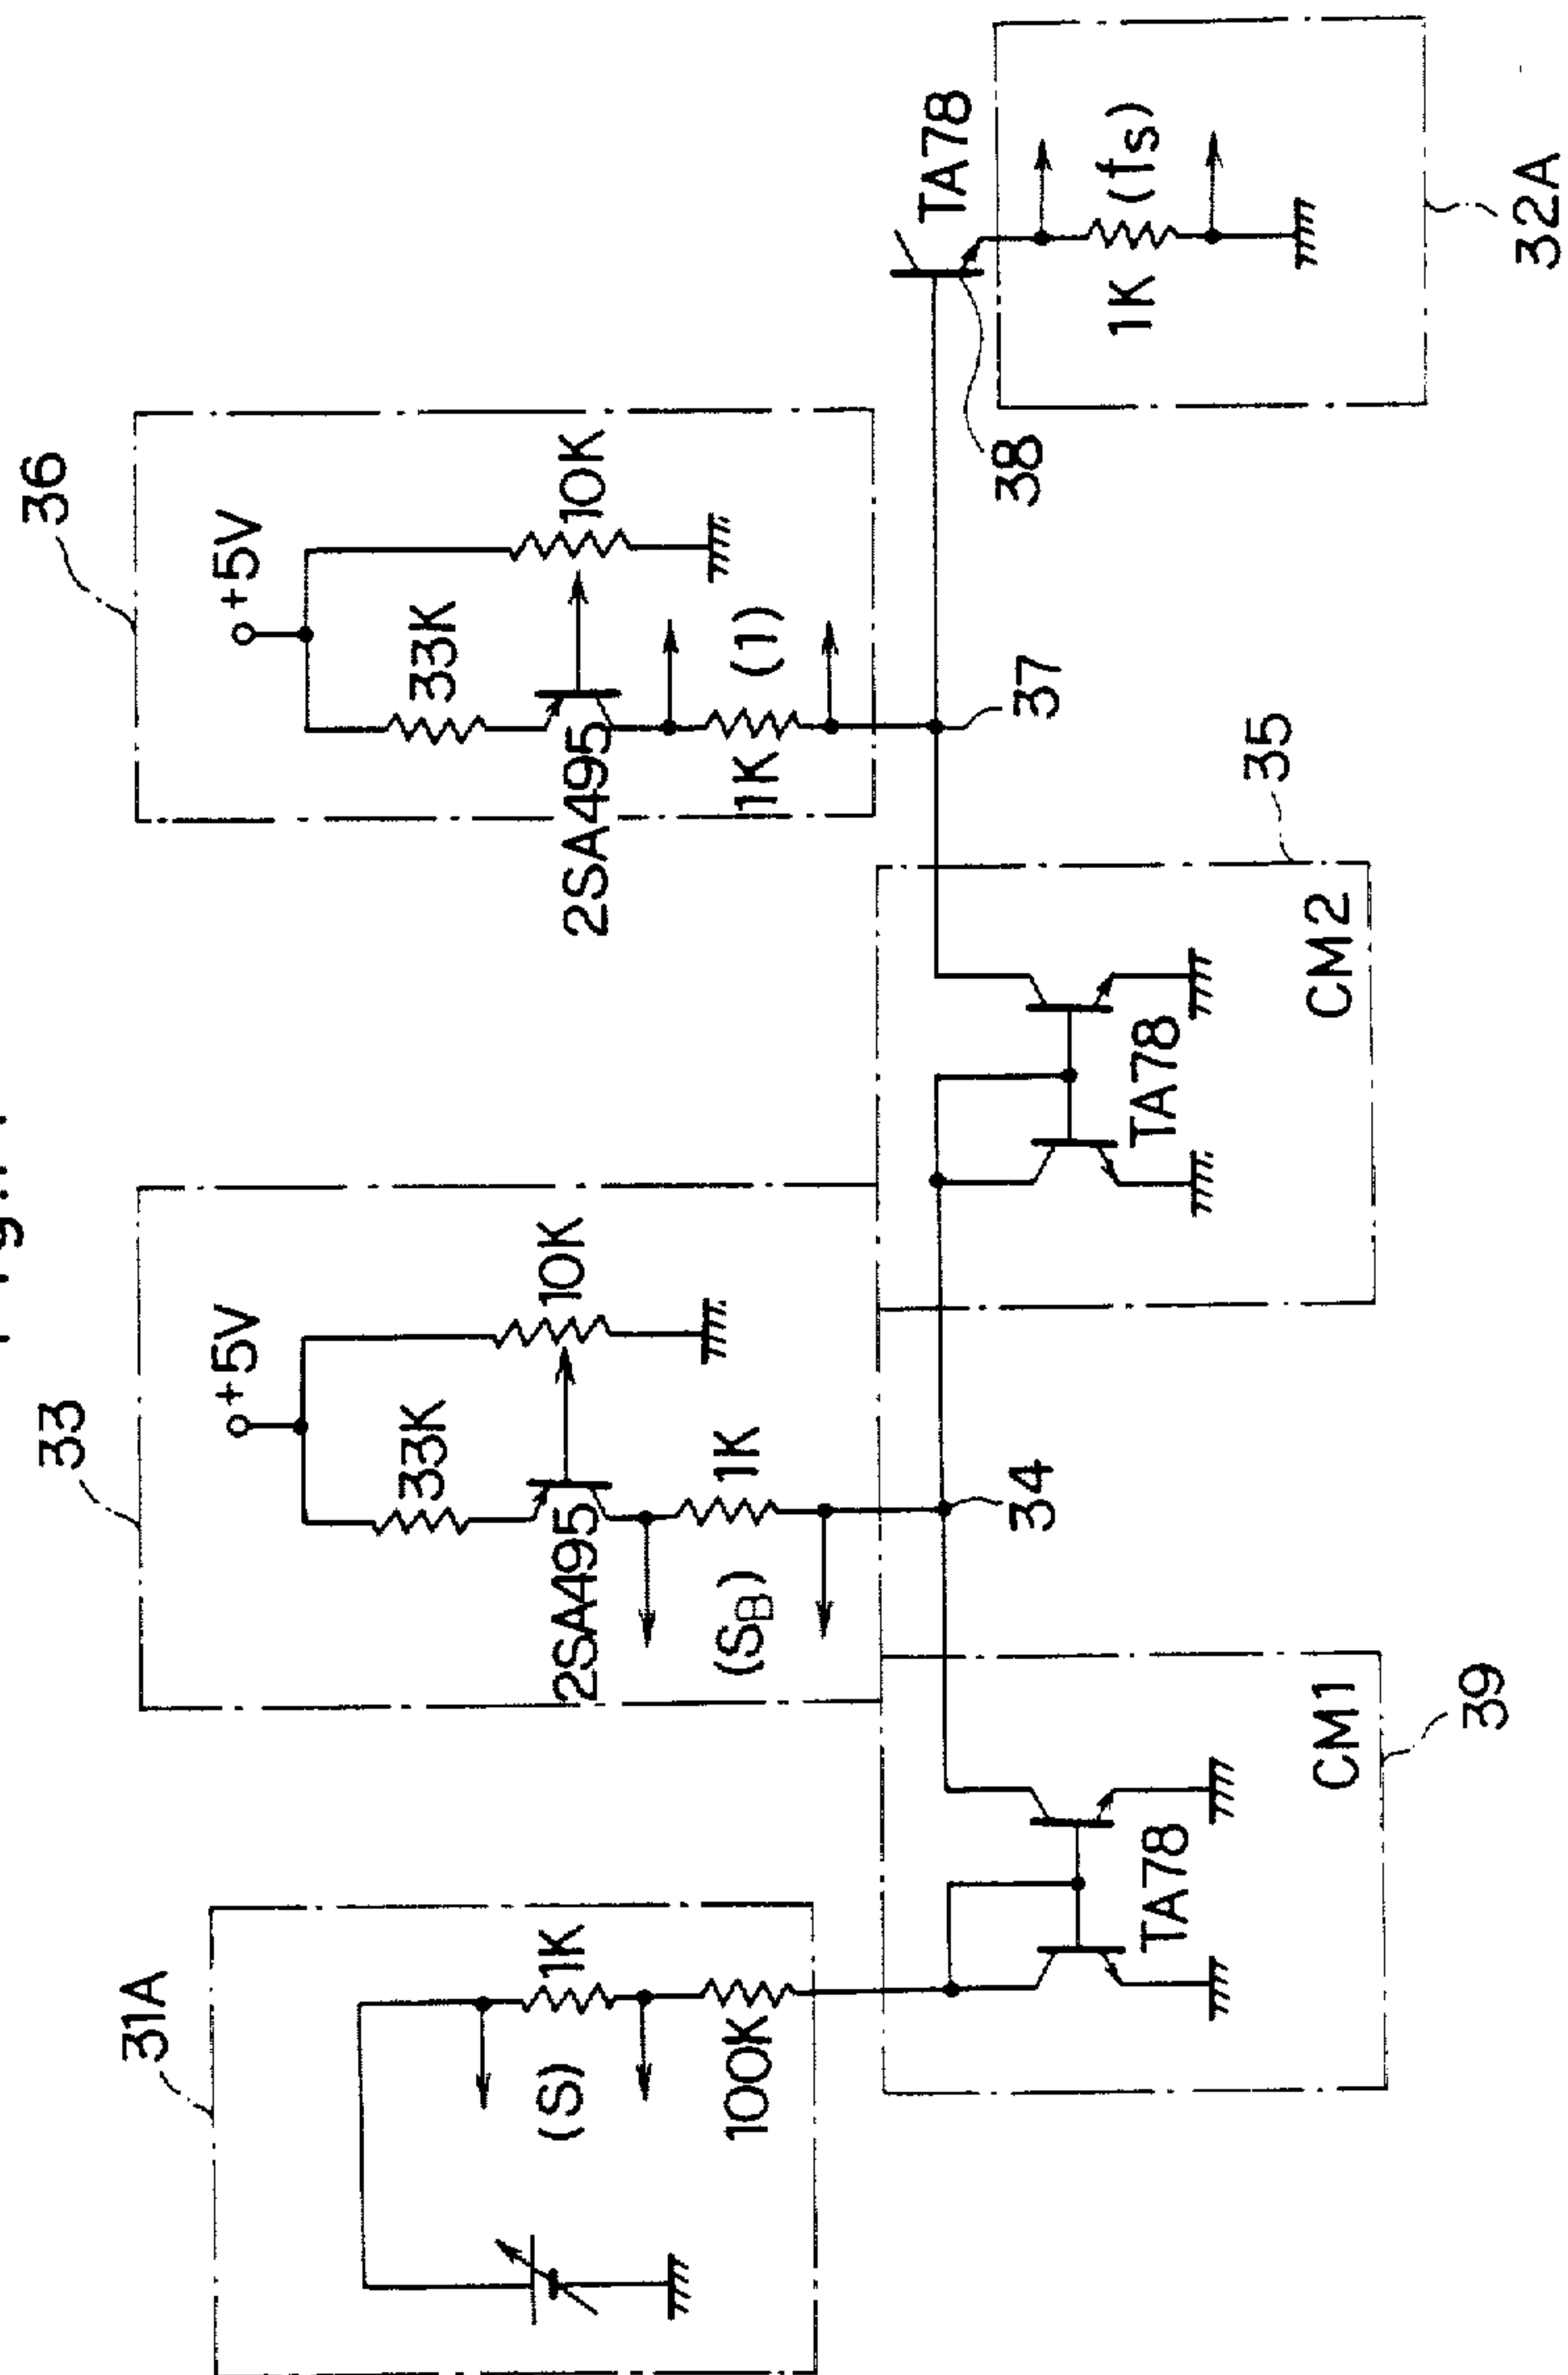 31A
(S)
1K
100K
CM1
TA78
39
33
+5V
33K
10K
2SA495
1K
(SB)
34
CM2
TA78
35
36
+5V
33K
10K
2SA495
1K
(1)
37
38
TA78
1K
(fs)
32A